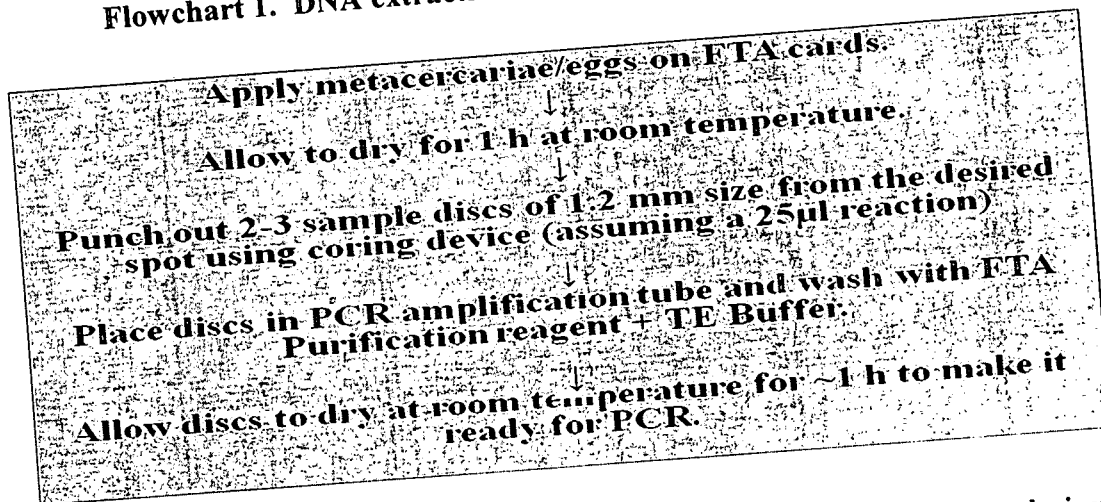 Flowchart 1. DNA
Apply metacercariae/eggs on FTA cards.
↓
Allow to dry for 1 h at room temperature.
↓
Punch out 2-3 sample discs of 1.2 mm size from the desired
spot using coring device (assuming a 25µl reaction)
↓
Place discs in PCR amplification tube and wash with FTA
Purification reagent + TE Buffer.
↓
Allow discs to dry at room temperature for ~1 h to make it
ready for PCR.